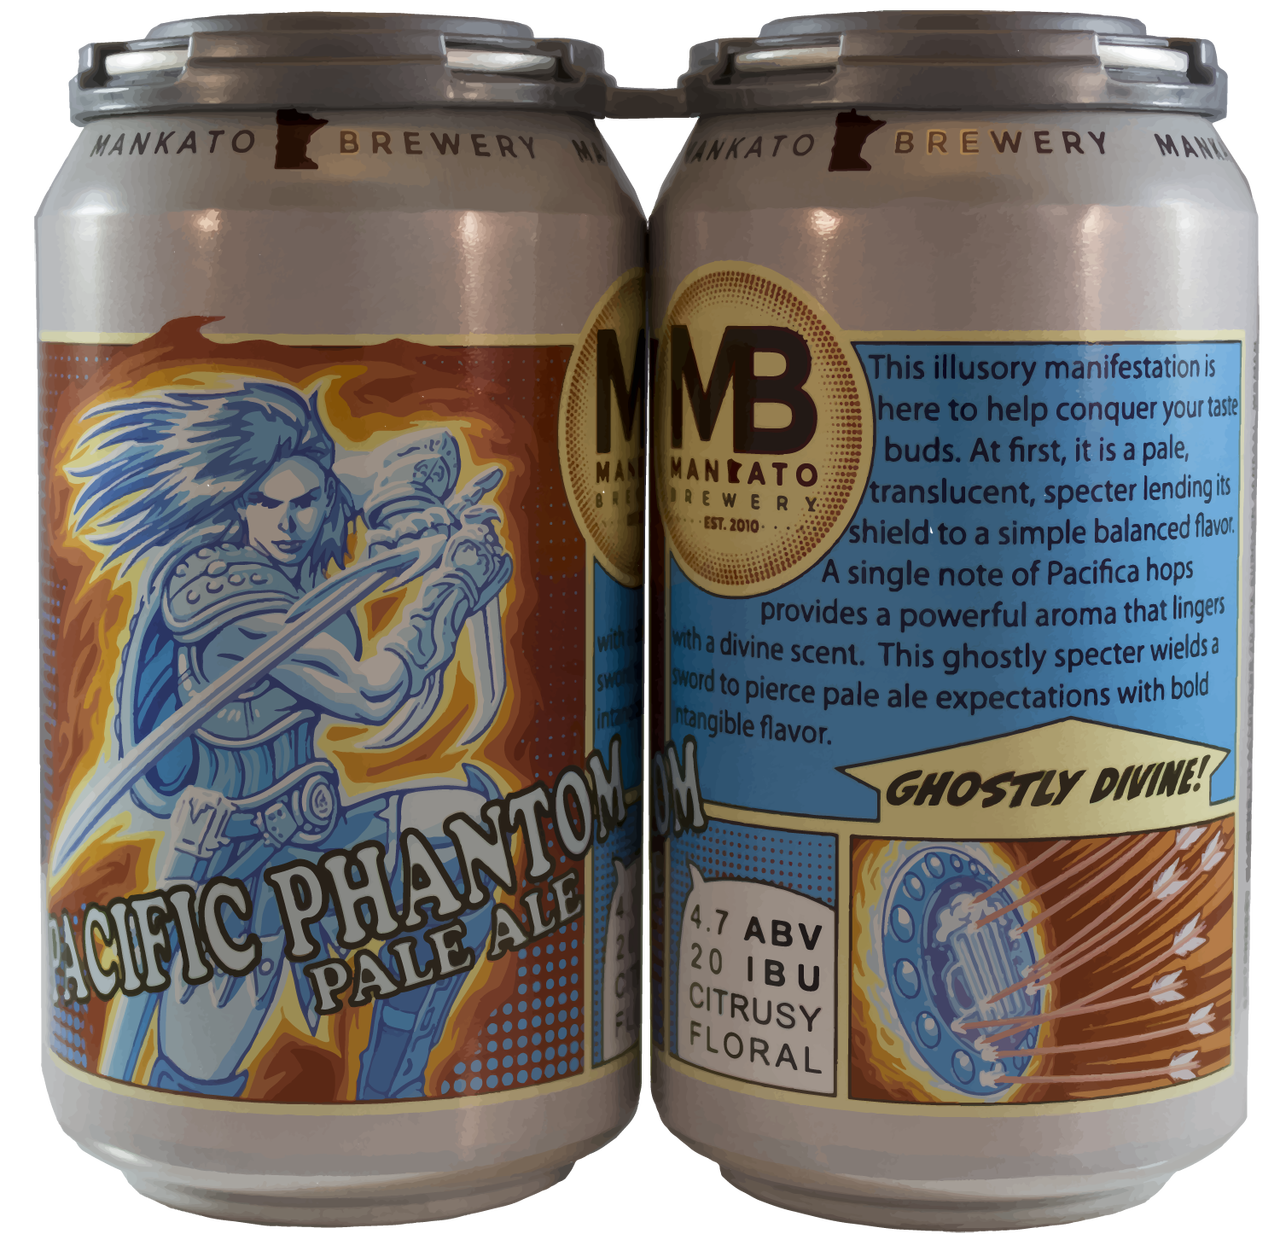 MANKATO BREWERY MA
PACIFIC PHANTOM
PALE ALE
MANKATO BREWERY MANKA
MB
MANKATO
BREWERY
EST. 2010
This illusory manifestation is
here to help conquer your taste
buds. At first, it is a pale,
translucent, specter lending its
shield to a simple balanced flavor.
A single note of Pacifica hops
provides a powerful aroma that lingers
with a divine scent. This ghostly specter wields a
sword to pierce pale ale expectations with bold
intangible flavor.
GHOSTLY DIVINE!
OM
4.7 ABV
20 IBU
CITRUSY
FLORAL